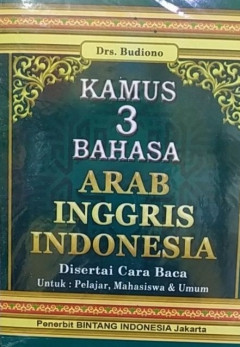 Drs. Budiono
KAMUS
3
BAHASA
ARAB
INGGRIS
INDONESIA
Disertai Cara Baca
Untuk : Pelajar, Mahasiswa & Umum
Penerbit BINTANG INDONESIA Jakarta